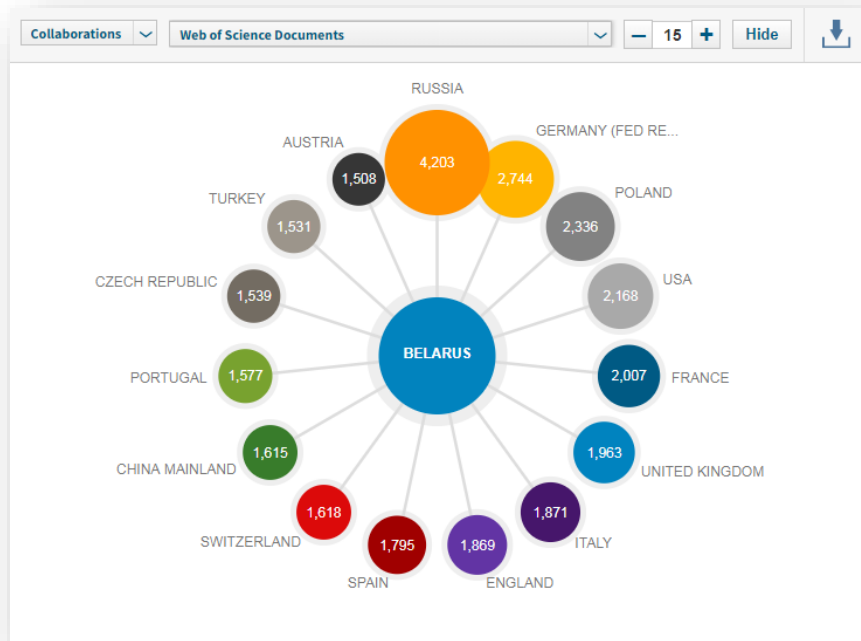 Collaborations
Web of Science Documents
15
Hide
RUSSIA
4,203
GERMANY (FED RE...
2,744
POLAND
2,336
USA
2,168
FRANCE
2,007
UNITED KINGDOM
1,963
ITALY
1,871
ENGLAND
1,869
SPAIN
1,795
SWITZERLAND
1,618
CHINA MAINLAND
1,615
PORTUGAL
1,577
CZECH REPUBLIC
1,539
TURKEY
1,531
AUSTRIA
1,508
BELARUS